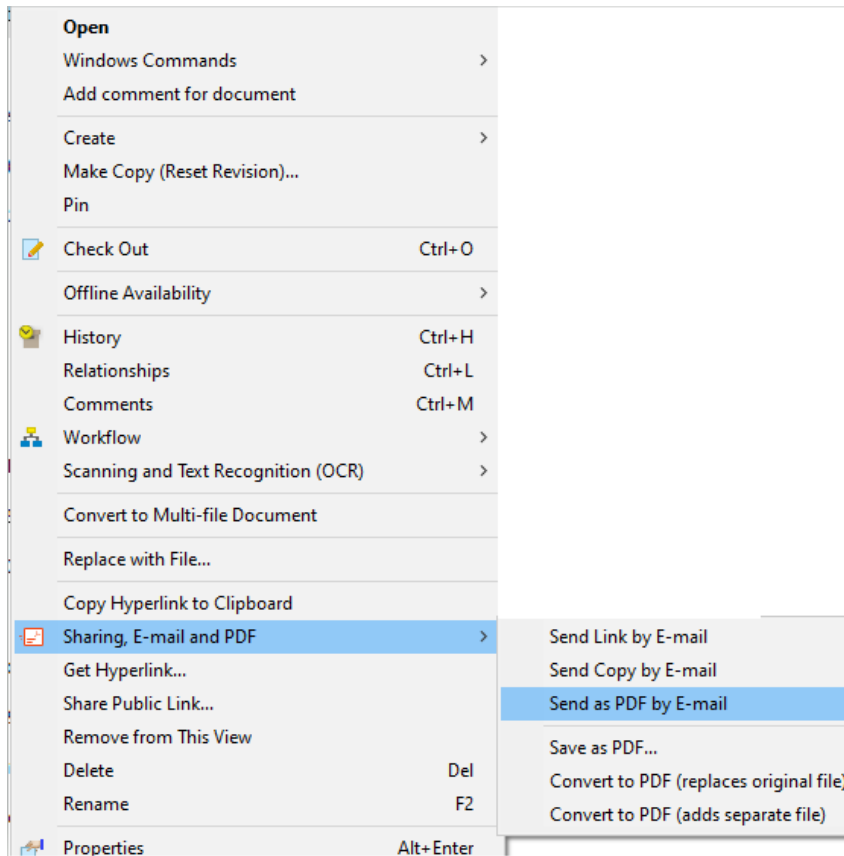 Open
Windows Commands
Add comment for document
Create
Make Copy (Reset Revision)...
Pin
Check Out Ctrl+O
Offline Availability
History Ctrl+H
Relationships Ctrl+L
Comments Ctrl+M
Workflow
Scanning and Text Recognition (OCR)
Convert to Multi-file Document
Replace with File...
Copy Hyperlink to Clipboard
Sharing, E-mail and PDF
Get Hyperlink...
Share Public Link...
Remove from This View
Delete Del
Rename F2
Properties Alt+Enter
Send Link by E-mail
Send Copy by E-mail
Send as PDF by E-mail
Save as PDF...
Convert to PDF (replaces original file)
Convert to PDF (adds separate file)